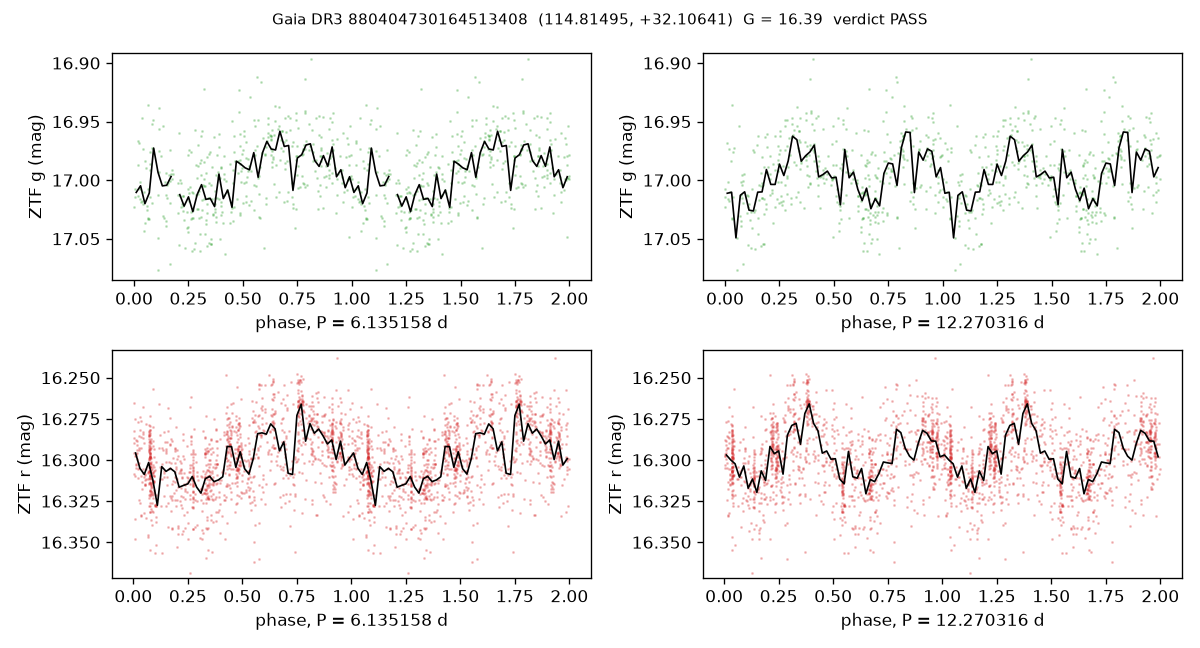 Gaia DR3 880404730164513408 (114.81495, +32.10641) G = 16.39 verdict PASS
ZTF g (mag)
16.90
16.95
17.00
17.05
0.00 0.25 0.50 0.75 1.00 1.25 1.50 1.75 2.00
phase, P = 6.135158 d
ZTF g (mag)
16.90
16.95
17.00
17.05
0.00 0.25 0.50 0.75 1.00 1.25 1.50 1.75 2.00
phase, P = 12.270316 d
ZTF r (mag)
16.250
16.275
16.300
16.325
16.350
0.00 0.25 0.50 0.75 1.00 1.25 1.50 1.75 2.00
phase, P = 6.135158 d
ZTF r (mag)
16.250
16.275
16.300
16.325
16.350
0.00 0.25 0.50 0.75 1.00 1.25 1.50 1.75 2.00
phase, P = 12.270316 d